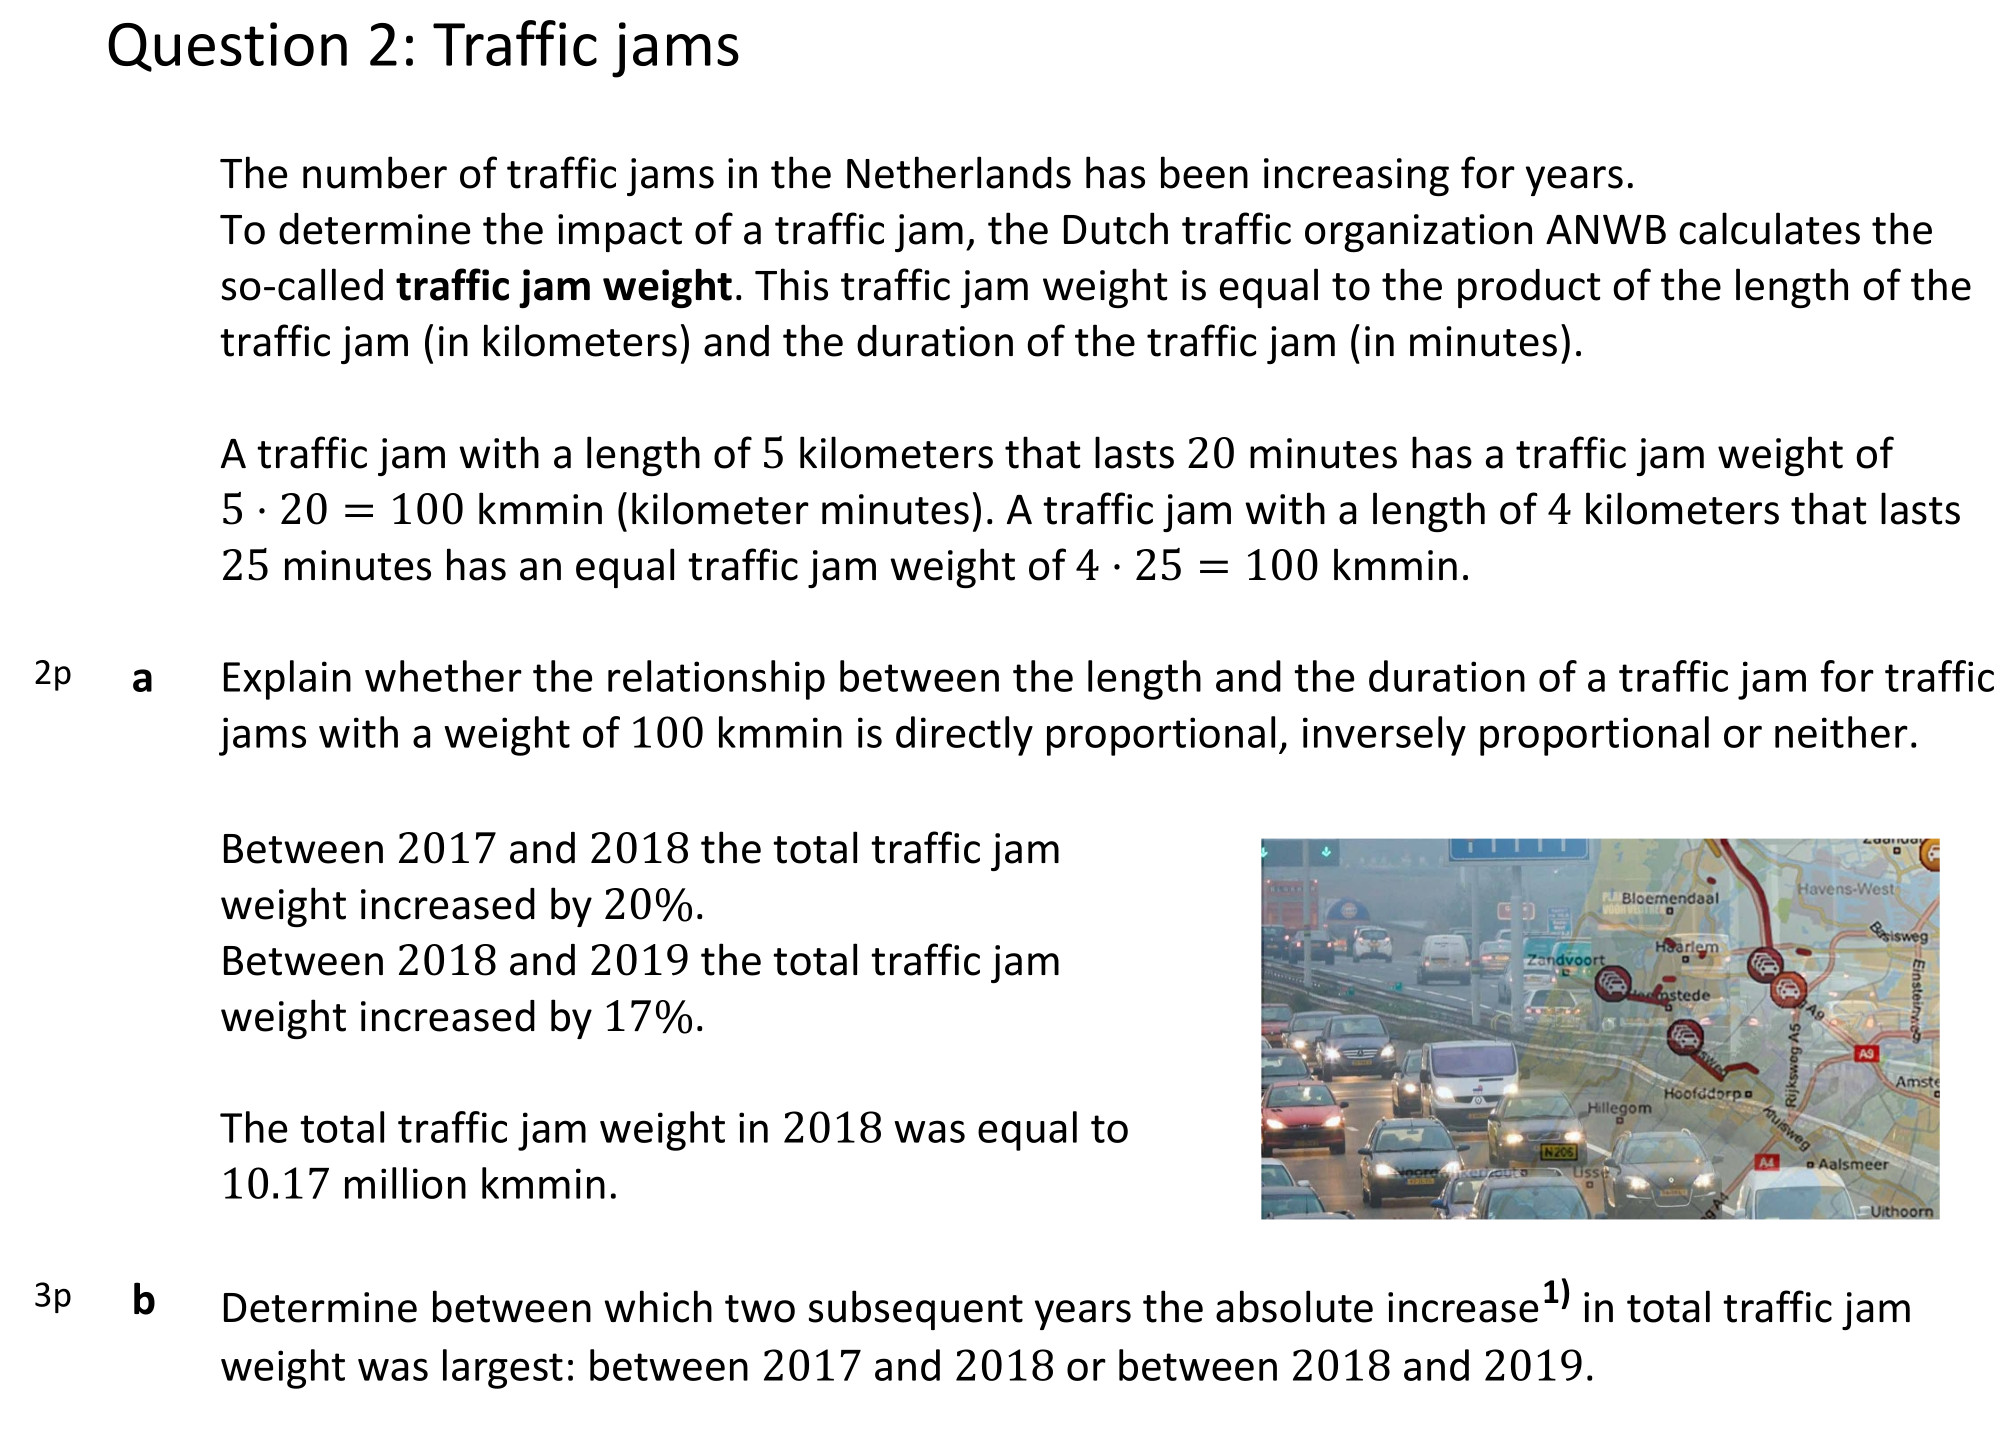 Question 2: Traffic jams
The number of traffic jams in the Netherlands has been increasing for years.
To determine the impact of a traffic jam, the Dutch traffic organization ANWB calculates the
so-called traffic jam weight. This traffic jam weight is equal to the product of the length of the
traffic jam (in kilometers) and the duration of the traffic jam (in minutes).
A traffic jam with a length of 5 kilometers that lasts 20 minutes has a traffic jam weight of
5 · 20 = 100 kmmin (kilometer minutes). A traffic jam with a length of 4 kilometers that lasts
25 minutes has an equal traffic jam weight of 4 · 25 = 100 kmmin.
2p a Explain whether the relationship between the length and the duration of a traffic jam for traffic
jams with a weight of 100 kmmin is directly proportional, inversely proportional or neither.
Between 2017 and 2018 the total traffic jam
weight increased by 20%.
Between 2018 and 2019 the total traffic jam
weight increased by 17%.
The total traffic jam weight in 2018 was equal to
10.17 million kmmin.
Bloemendaal
Havens-West
Basisweg
Haarlem
Zandvoort
Einsteinweg
A9
Rijksweg A5
A9
Hoofddorp
Hillegom
Kruisweg
N206
A4
Aalsmeer
Uithoorn
3p b Determine between which two subsequent years the absolute increase1) in total traffic jam
weight was largest: between 2017 and 2018 or between 2018 and 2019.